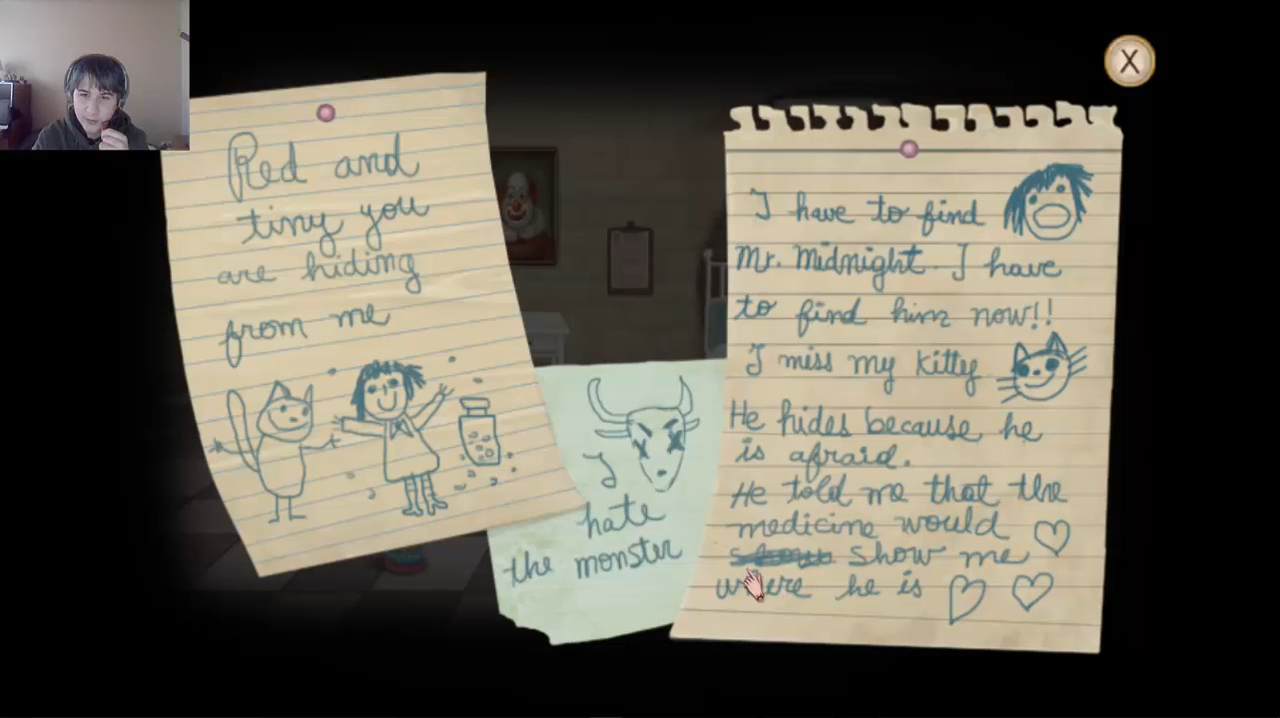 Red and
tiny you
are hiding
from me
I
hate
the monster
I have to find
Mr. Midnight. I have
to find him now!!
I miss my Kitty
He hides because he
is afraid.
He told me that the
medicine would
show me
where he is
X